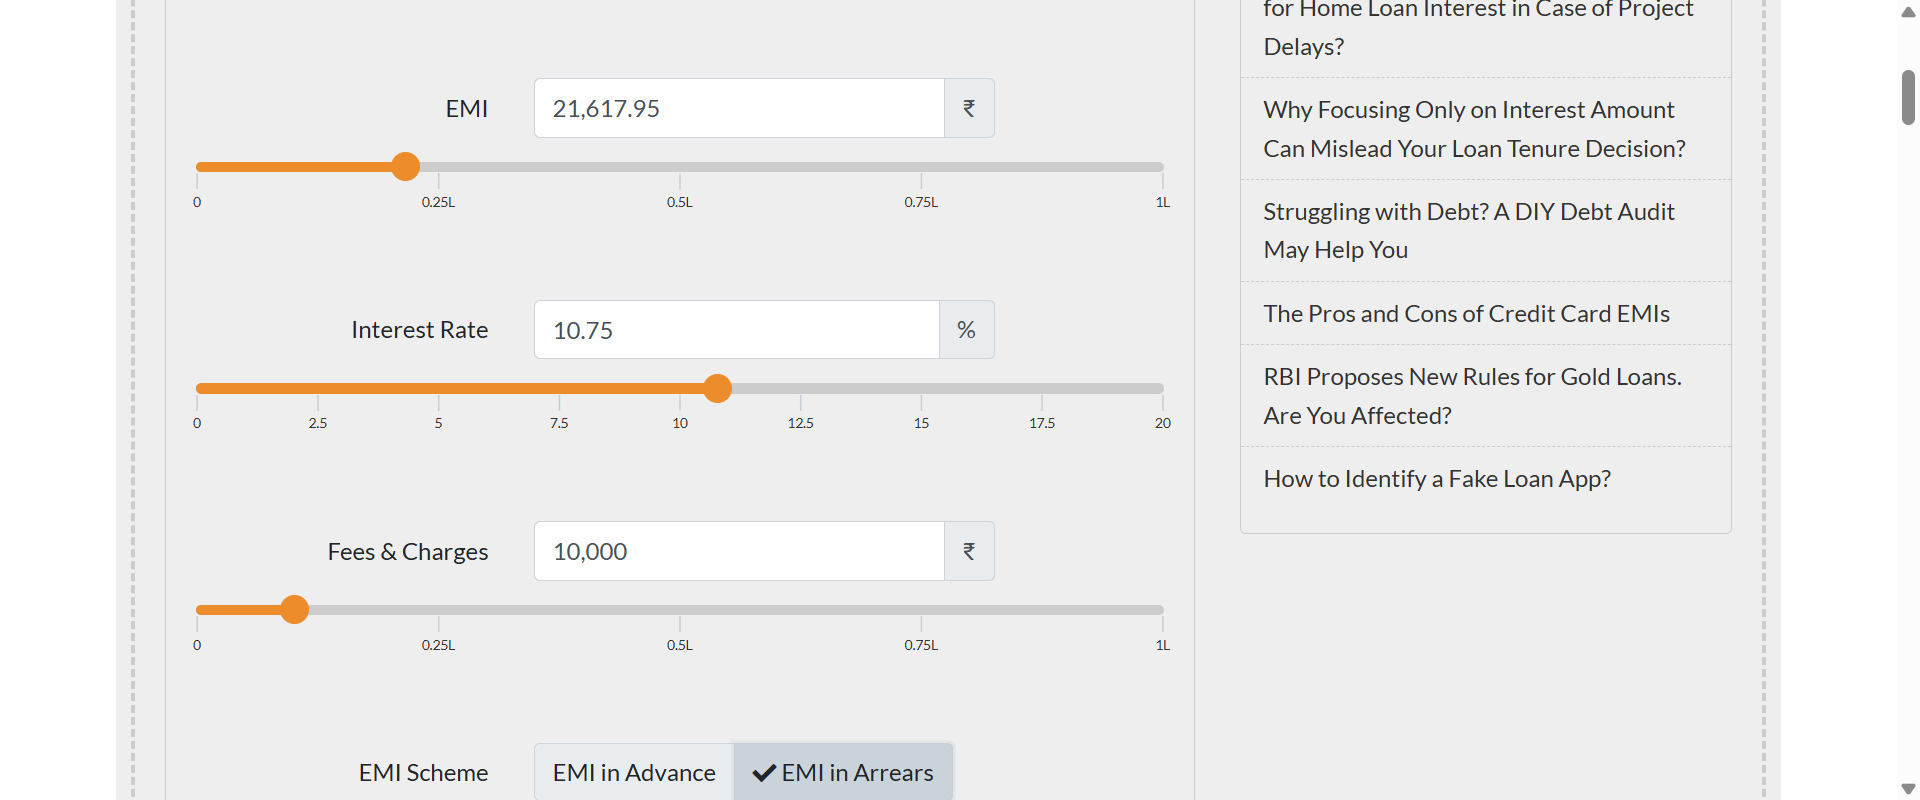 EMI
21,617.95
₹
0
0.25L
0.5L
0.75L
1L
Interest Rate
10.75
%
0
2.5
5
7.5
10
12.5
15
17.5
20
Fees & Charges
10,000
₹
0
0.25L
0.5L
0.75L
1L
EMI Scheme
EMI in Advance
EMI in Arrears
for Home Loan Interest in Case of Project
Delays?
Why Focusing Only on Interest Amount
Can Mislead Your Loan Tenure Decision?
Struggling with Debt? A DIY Debt Audit
May Help You
The Pros and Cons of Credit Card EMIs
RBI Proposes New Rules for Gold Loans.
Are You Affected?
How to Identify a Fake Loan App?